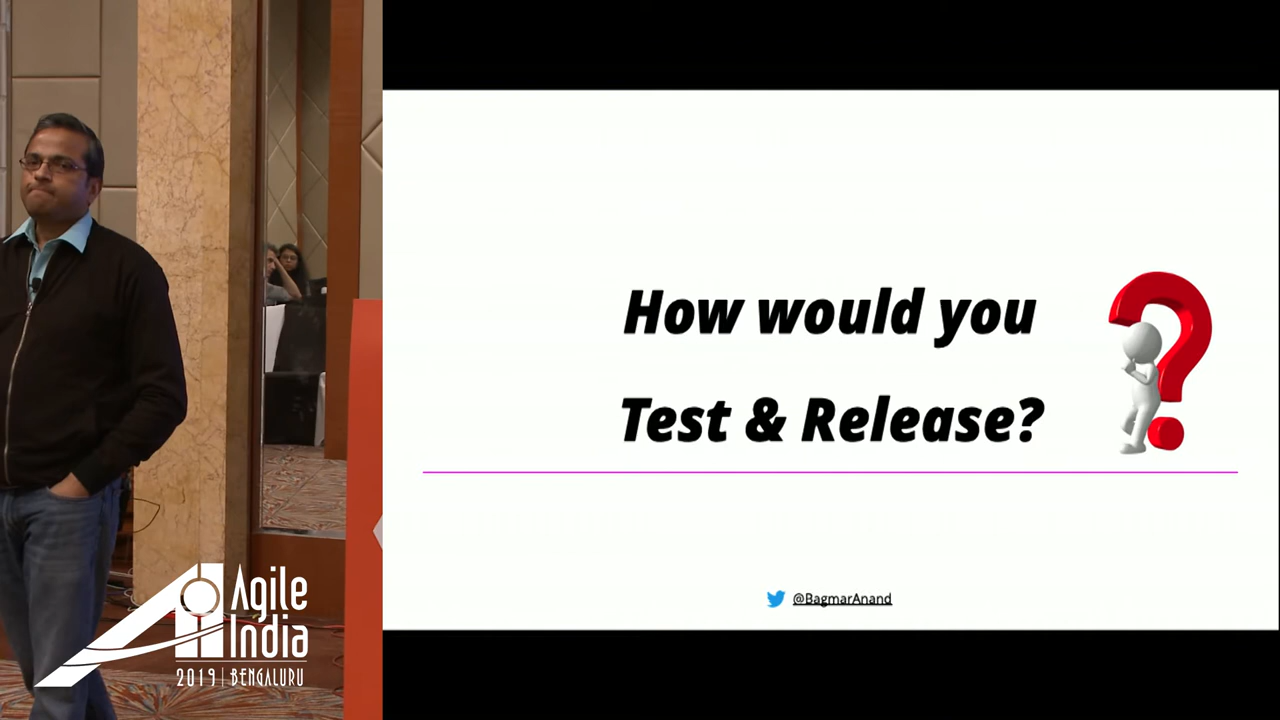 How would you
Test & Release?
@BagmarAnand
Agile
India
2019 | BENGALURU